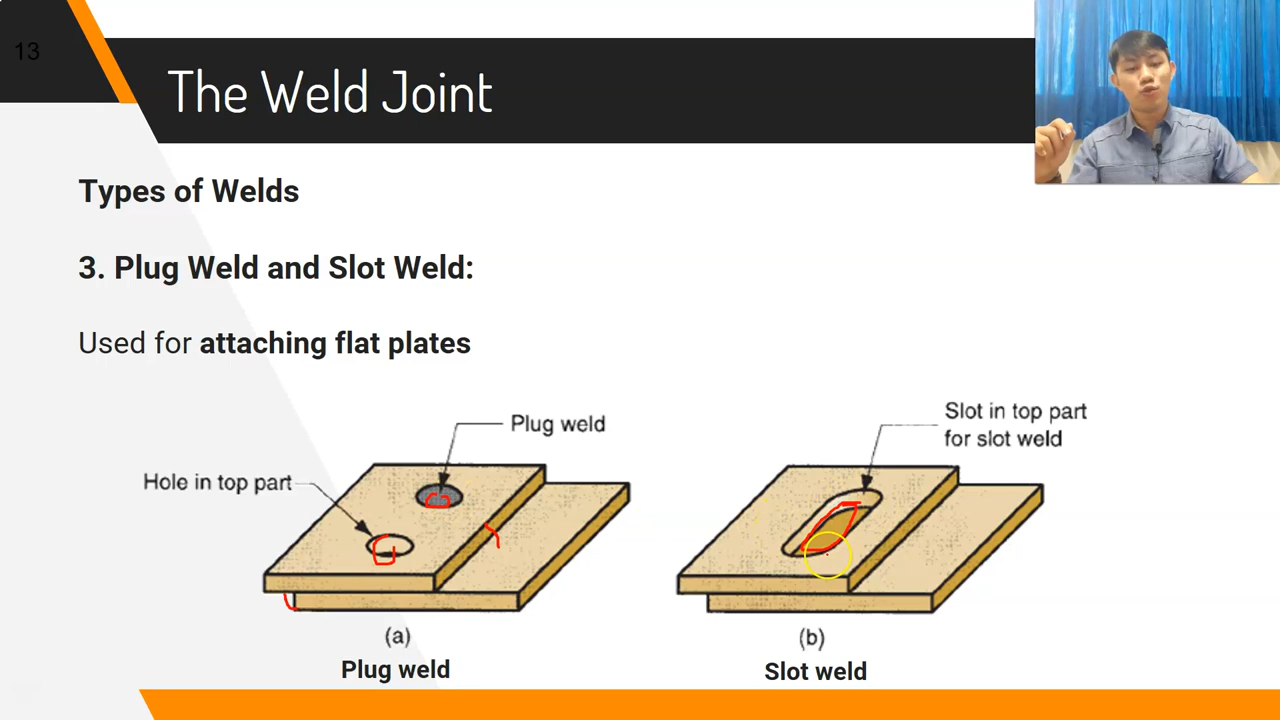 13
The Weld Joint
Types of Welds
3. Plug Weld and Slot Weld:
Used for attaching flat plates
Plug weld
Hole in top part
(a)
Plug weld
Slot in top part
for slot weld
(b)
Slot weld